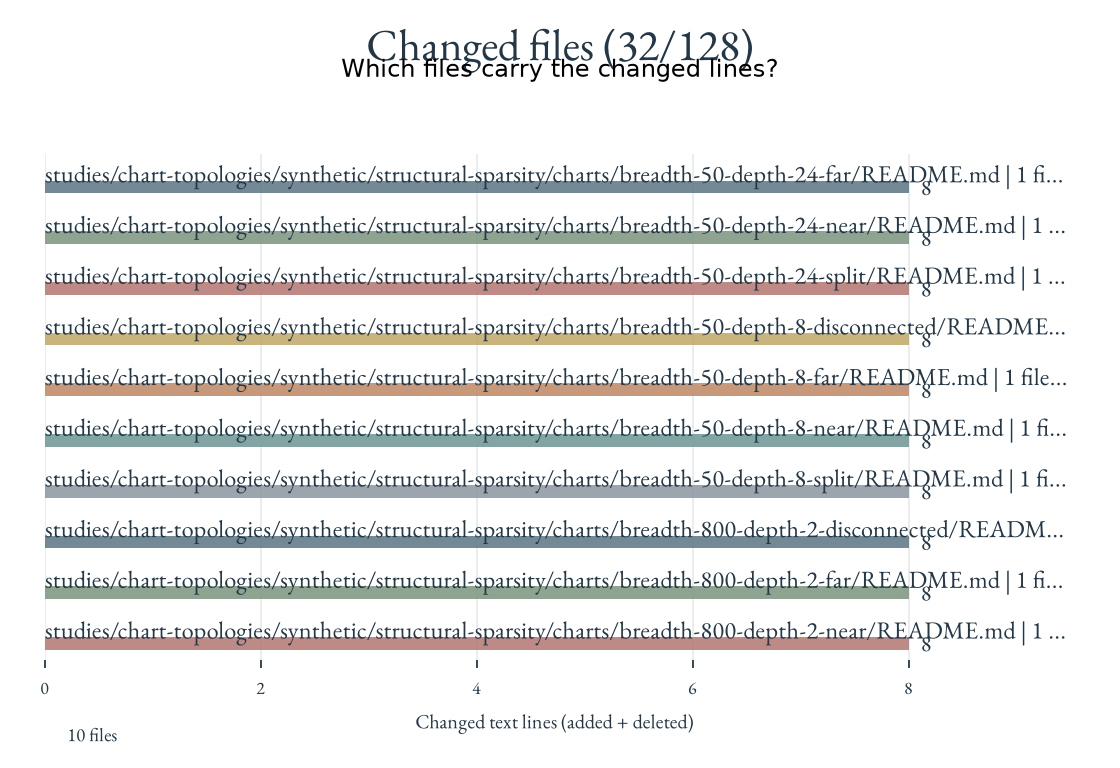 Changed files (32/128)
Which files carry the changed lines?
studies/chart-topologies/synthetic/structural-sparsity/charts/breadth-50-depth-24-far/README.md | 1 fi…
8
studies/chart-topologies/synthetic/structural-sparsity/charts/breadth-50-depth-24-near/README.md | 1 …
8
studies/chart-topologies/synthetic/structural-sparsity/charts/breadth-50-depth-24-split/README.md | 1 …
8
studies/chart-topologies/synthetic/structural-sparsity/charts/breadth-50-depth-8-disconnected/README…
8
studies/chart-topologies/synthetic/structural-sparsity/charts/breadth-50-depth-8-far/README.md | 1 file…
8
studies/chart-topologies/synthetic/structural-sparsity/charts/breadth-50-depth-8-near/README.md | 1 fi…
8
studies/chart-topologies/synthetic/structural-sparsity/charts/breadth-50-depth-8-split/README.md | 1 fi…
8
studies/chart-topologies/synthetic/structural-sparsity/charts/breadth-800-depth-2-disconnected/READM…
8
studies/chart-topologies/synthetic/structural-sparsity/charts/breadth-800-depth-2-far/README.md | 1 fi…
8
studies/chart-topologies/synthetic/structural-sparsity/charts/breadth-800-depth-2-near/README.md | 1 …
8
0 2 4 6 8
Changed text lines (added + deleted)
10 files